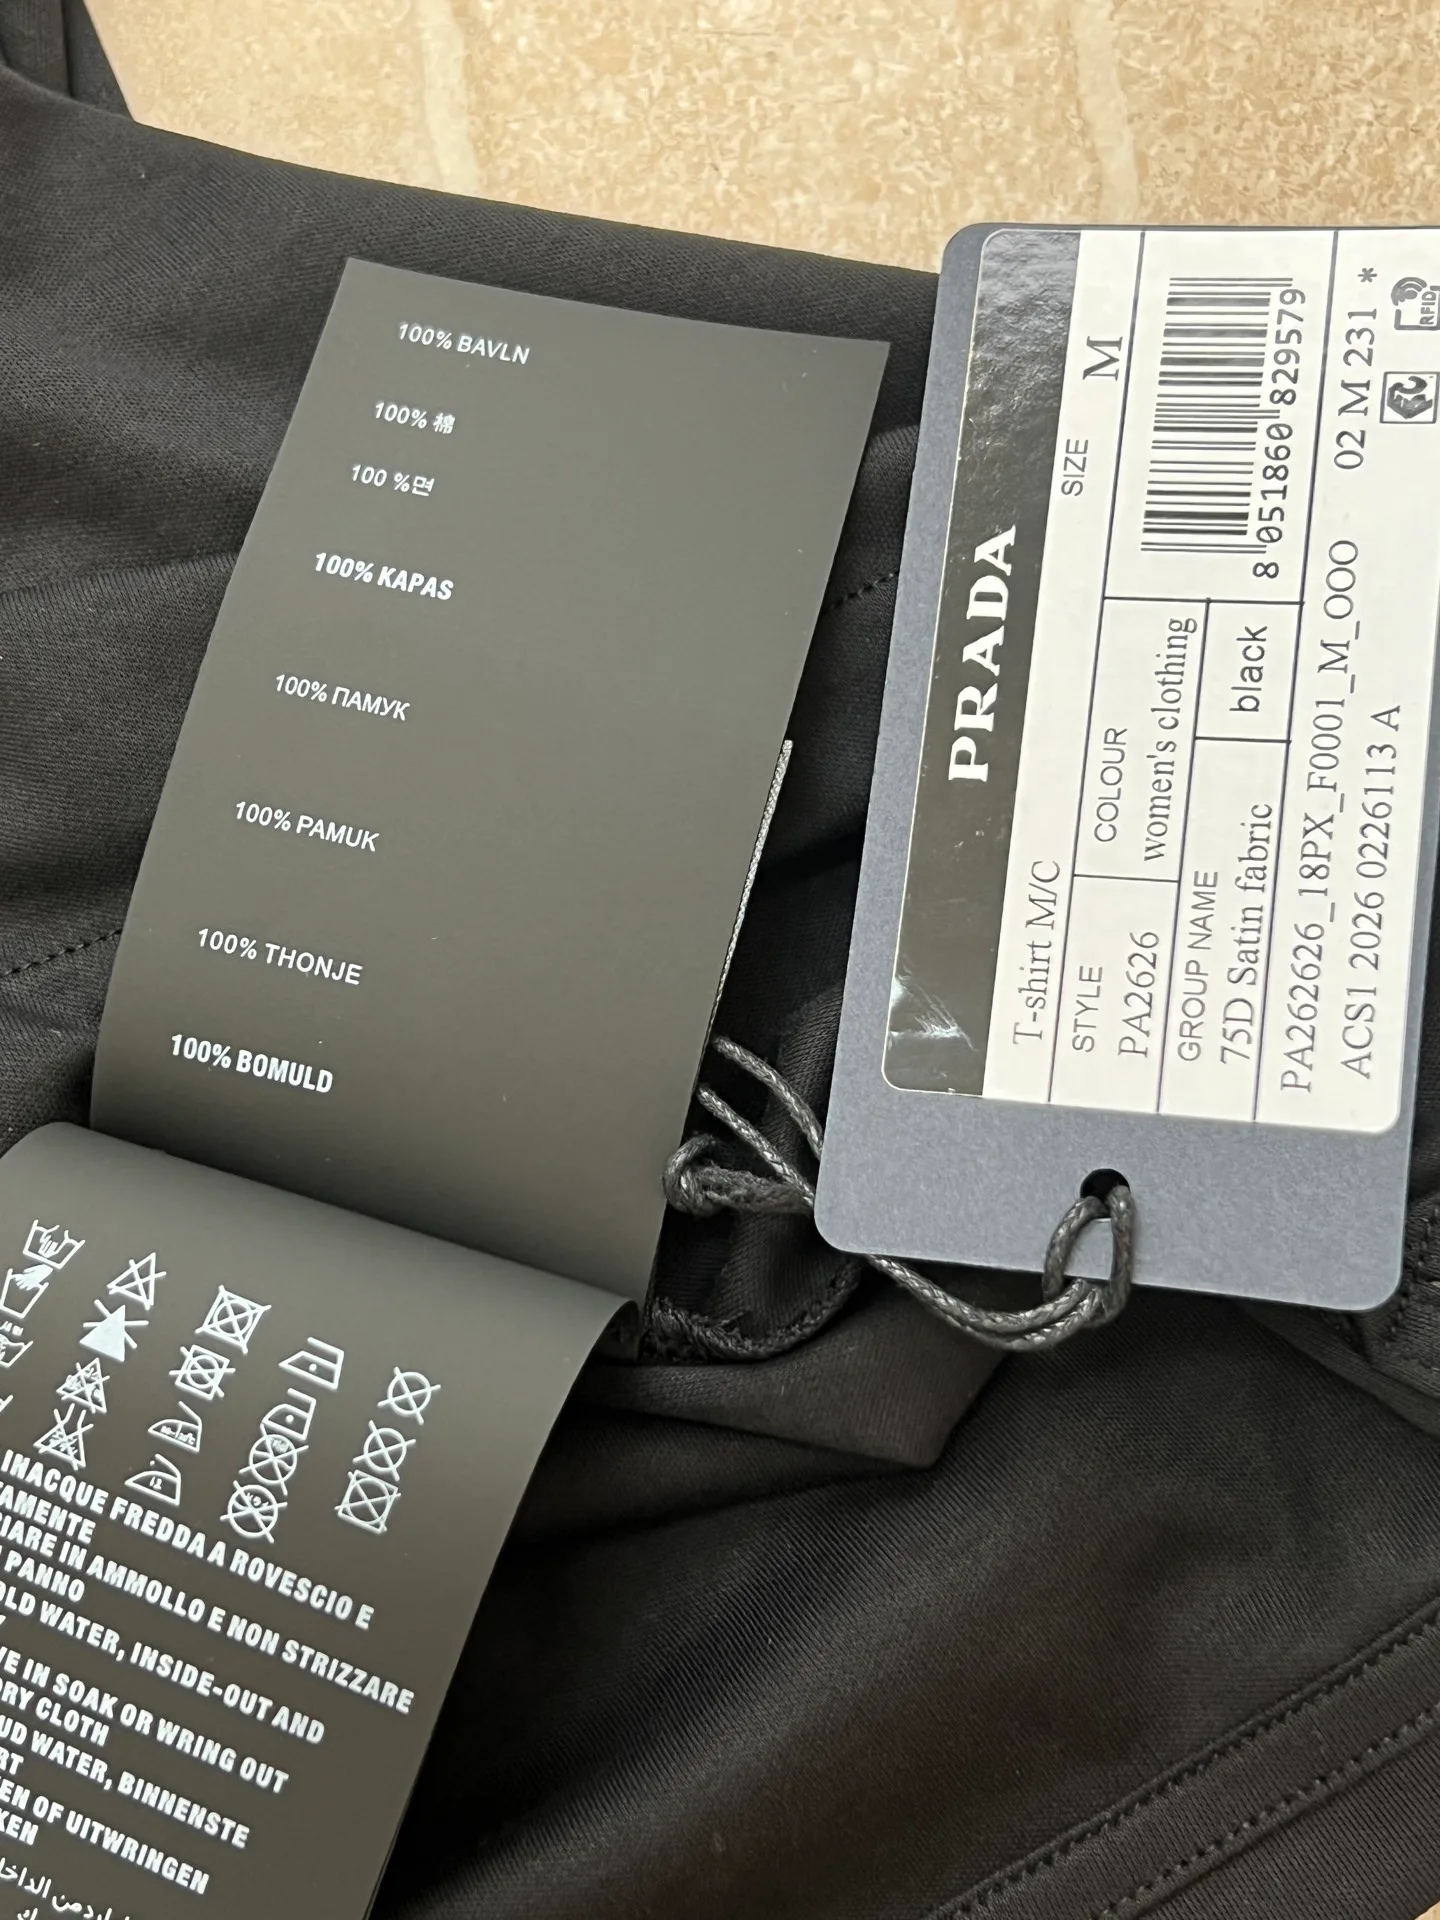 100% BAVLN
100% 棉
100 %면
100% KAPAS
100% ПАМУК
100% PAMUK
100% THONJE
100% BOMULD
INACQUE FREDDA A ROVESCIO E
TAMENTE
IARE IN AMMOLLO E NON STRIZZARE
PANNO
OLD WATER, INSIDE-OUT AND
VE IN SOAK OR WRING OUT
DRY CLOTH
UD WATER, BINNENSTE
RT
EN OF UITWRINGEN
KEN
PRADA
T-shirt M/C
SIZE
M
STYLE
COLOUR
PA2626
women's clothing
GROUP NAME
75D Satin fabric
black
8 051860 829579
PA262626_18PX_F0001_M_OOO
02 M 231 *
ACS1 2026 0226113 A
RFID